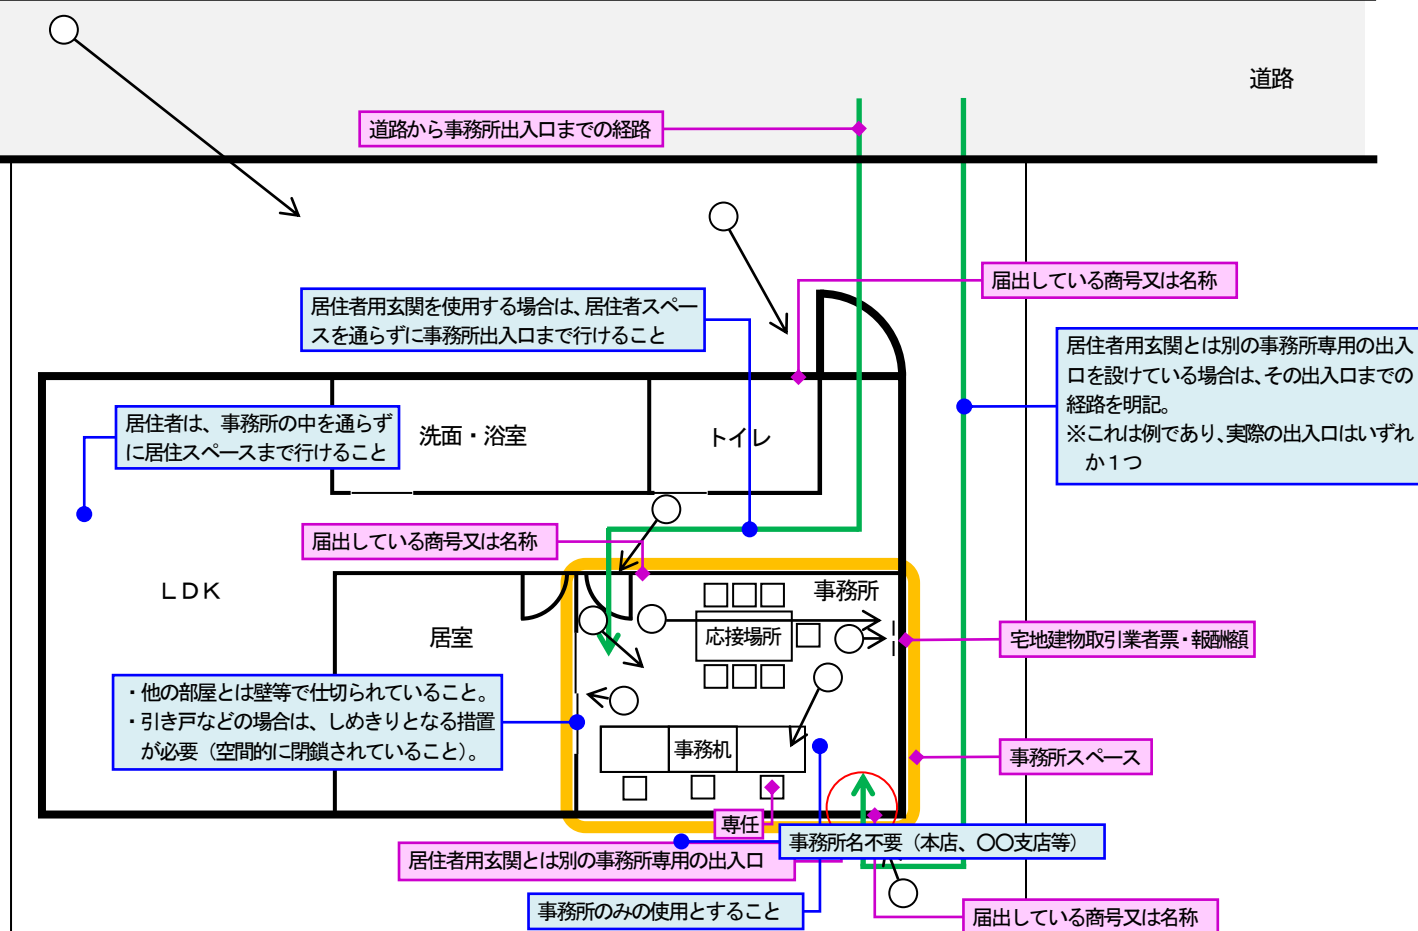 道路
道路から事務所出入口までの経路
届出している商号又は名称
居住者用玄関を使用する場合は、居住者スペー
スを通らずに事務所出入口まで行けること
居住者用玄関とは別の事務所専用の出入
口を設けている場合は、その出入口までの
経路を明記。
※これは例であり、実際の出入口はいずれ
か１つ
居住者は、事務所の中を通らず
に居住スペースまで行けること
洗面・浴室
トイレ
届出している商号又は名称
ＬＤＫ
居室
事務所
応接場所
宅地建物取引業者票・報酬額
・他の部屋とは壁等で仕切られていること。
・引き戸などの場合は、しめきりとなる措置
が必要（空間的に閉鎖されていること）。
事務机
事務所スペース
専任
事務所名不要（本店、〇〇支店等）
居住者用玄関とは別の事務所専用の出入口
事務所のみの使用とすること
届出している商号又は名称